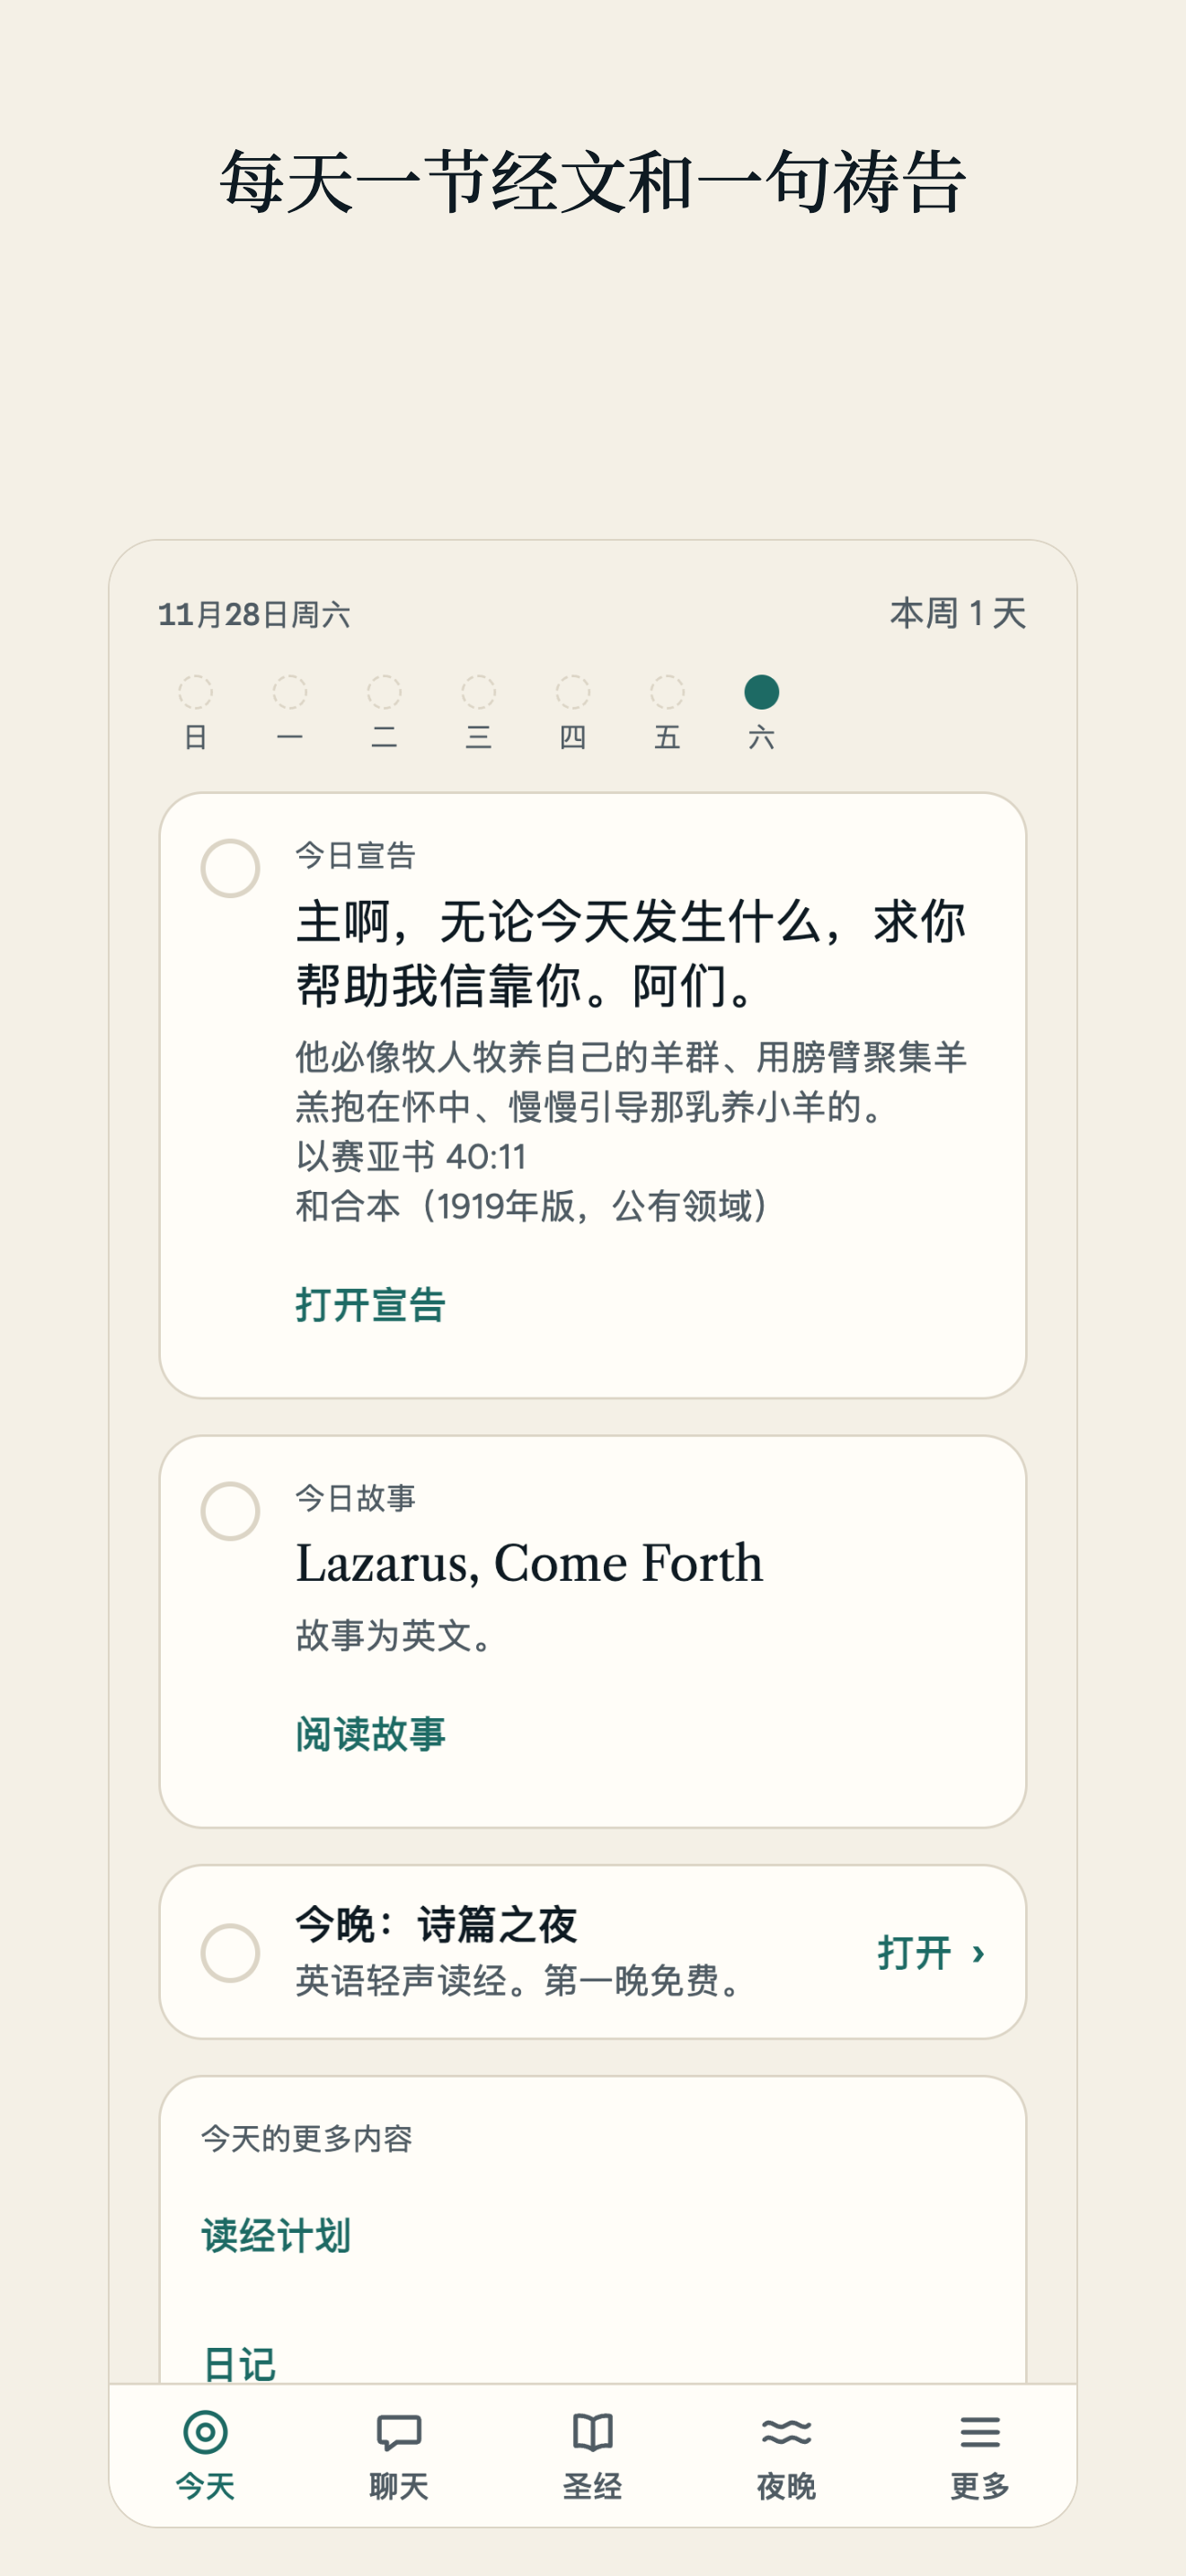 每天一节经文和一句祷告
11月28日周六
本周 1 天
日 一 二 三 四 五 六
今日宣告
主啊，无论今天发生什么，求你
帮助我信靠你。阿们。
他必像牧人牧养自己的羊群、用膀臂聚集羊
羔抱在怀中、慢慢引导那乳养小羊的。
以赛亚书 40:11
和合本（1919年版，公有领域）
打开宣告
今日故事
Lazarus, Come Forth
故事为英文。
阅读故事
今晚：诗篇之夜
英语轻声读经。第一晚免费。
打开 ›
今天的更多内容
读经计划
日记
今天 聊天 圣经 夜晚 更多